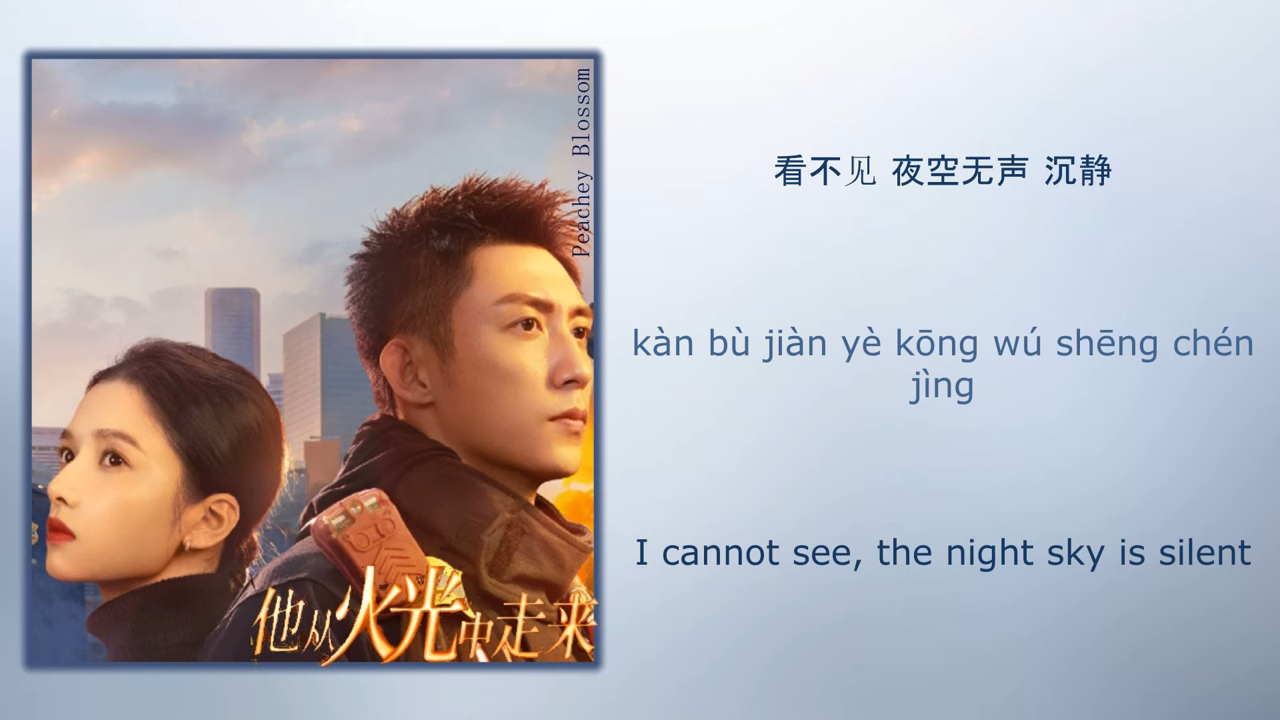 Peachey Blossom
他从火光中走来
看不见 夜空无声 沉静
kàn bù jiàn yè kōng wú shēng chén
jìng
I cannot see, the night sky is silent